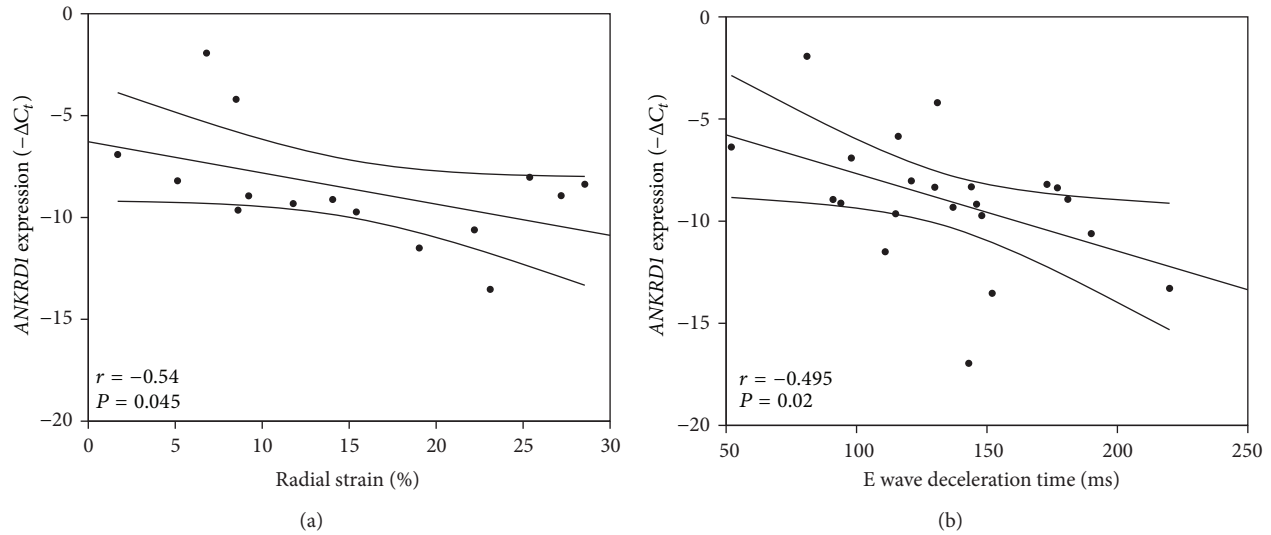 0
−5
−10
−15
−20
ANKRD1 expression (−ΔCt)
r = −0.54
P = 0.045
0 5 10 15 20 25 30
Radial strain (%)
(a)
0
−5
−10
−15
−20
ANKRD1 expression (−ΔCt)
r = −0.495
P = 0.02
50 100 150 200 250
E wave deceleration time (ms)
(b)